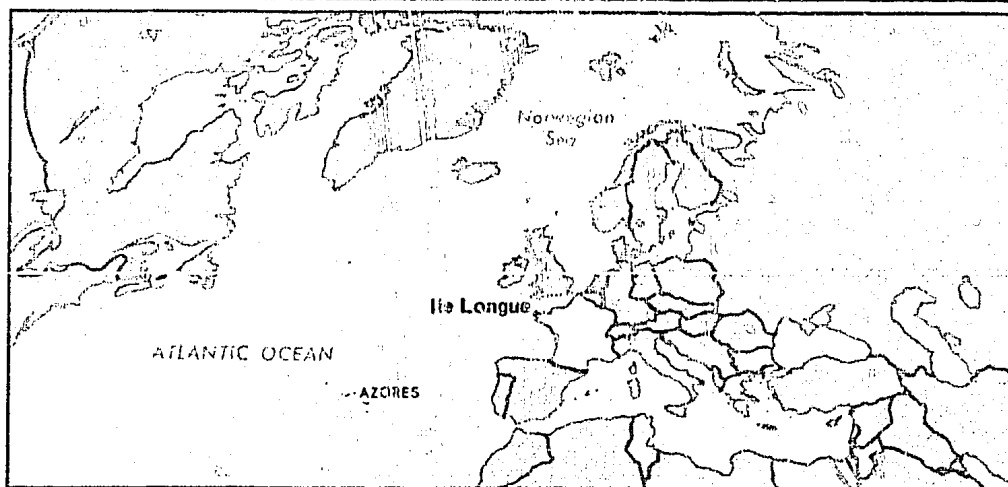 Norwegian
Sea
Ile Longue
ATLANTIC OCEAN
AZORES